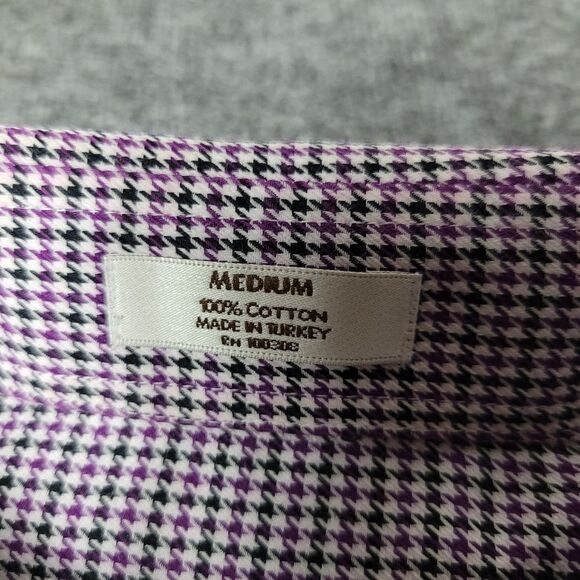 MEDIUM
100% COTTON
MADE IN TURKEY
RN 100308